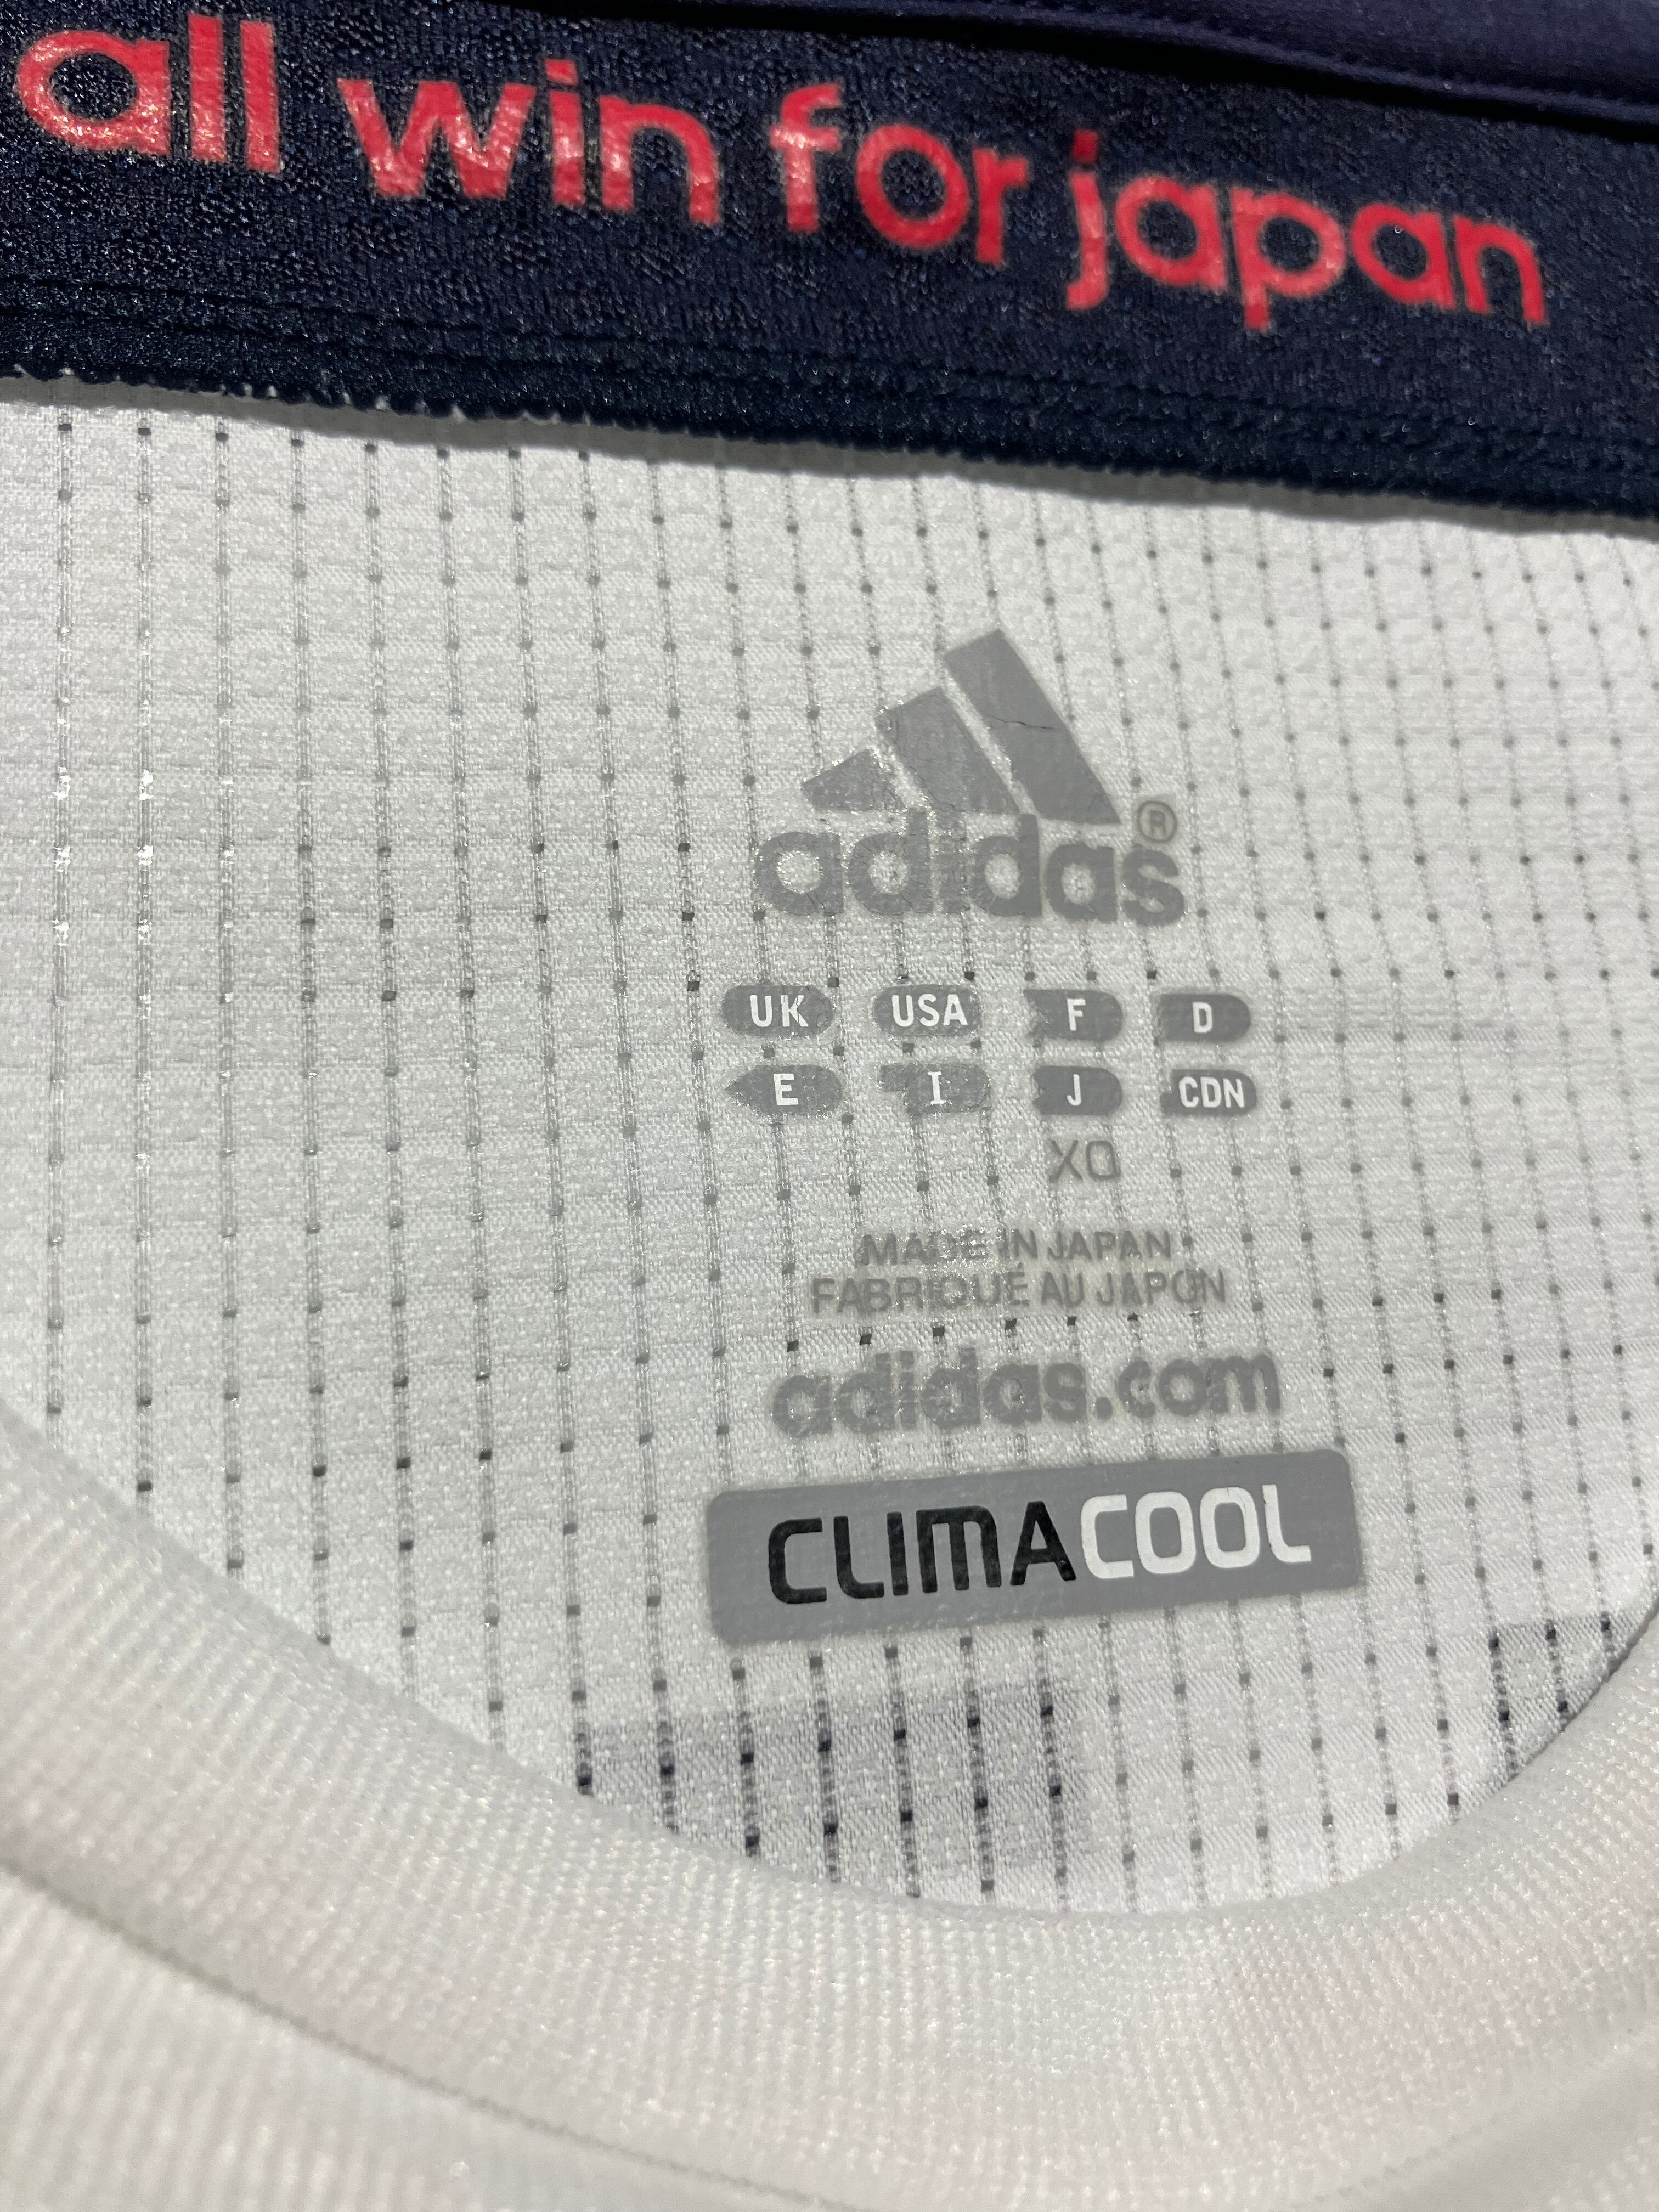 all win for japan
adidas®
UK USA F D
E I J CDN
XO
MADE IN JAPAN
FABRIQUÉ AU JAPON
adidas.com
CLIMACOOL